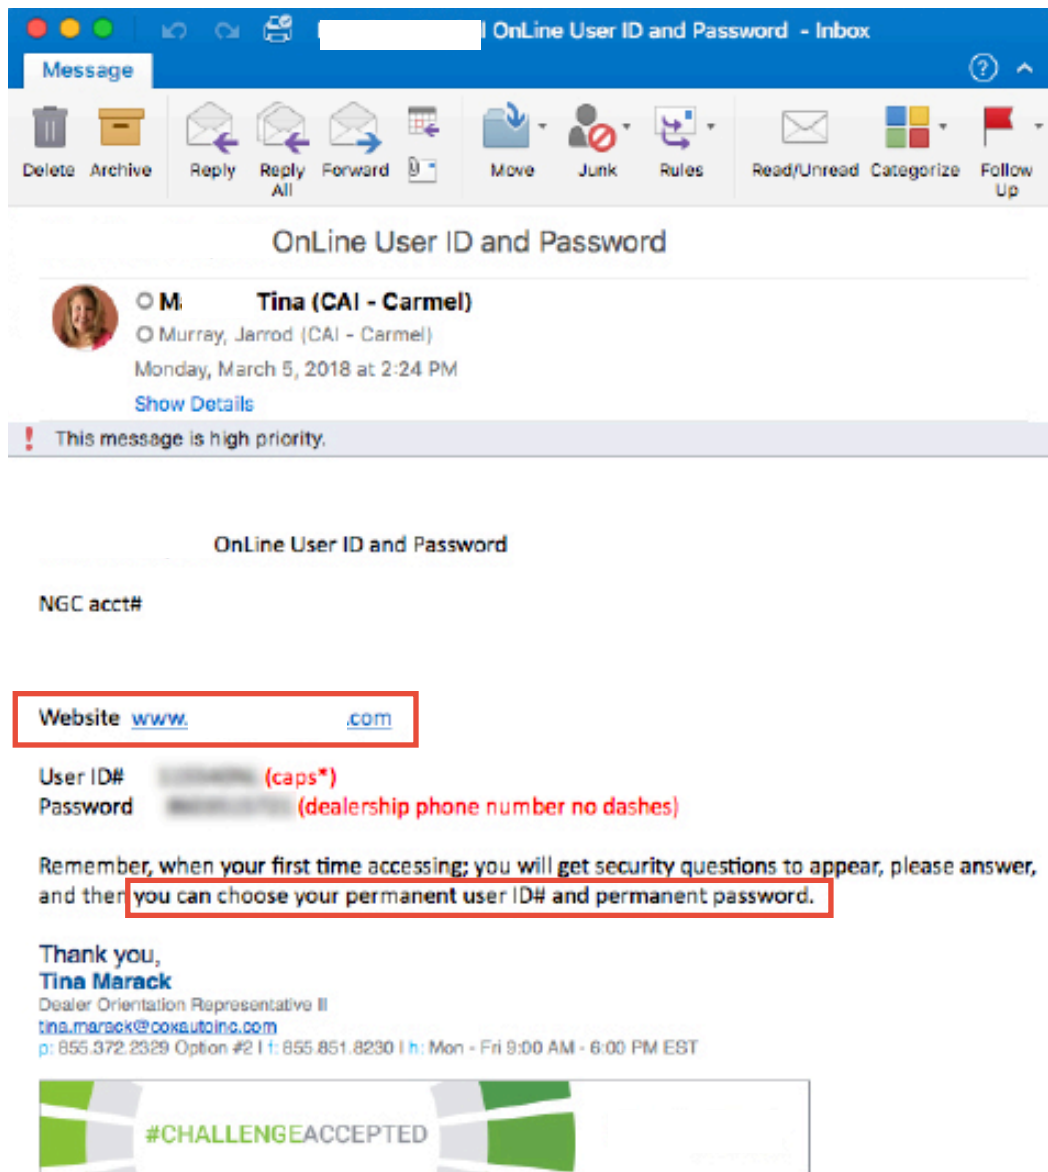 OnLine User ID and Password - Inbox
Message
Delete Archive Reply Reply All Forward Move Junk Rules Read/Unread Categorize Follow Up
OnLine User ID and Password
Tina (CAI - Carmel)
Murray, Jarrod (CAI - Carmel)
Monday, March 5, 2018 at 2:24 PM
Show Details
! This message is high priority.
OnLine User ID and Password
NGC acct#
Website www. .com
User ID# (caps*)
Password (dealership phone number no dashes)
Remember, when your first time accessing; you will get security questions to appear, please answer,
and then you can choose your permanent user ID# and permanent password.
Thank you,
Tina Marack
Dealer Orientation Representative II
tina.marack@coxautoinc.com
p: 855.372.2329 Option #2 | f: 855.851.8230 | h: Mon - Fri 9:00 AM - 6:00 PM EST
#CHALLENGEACCEPTED